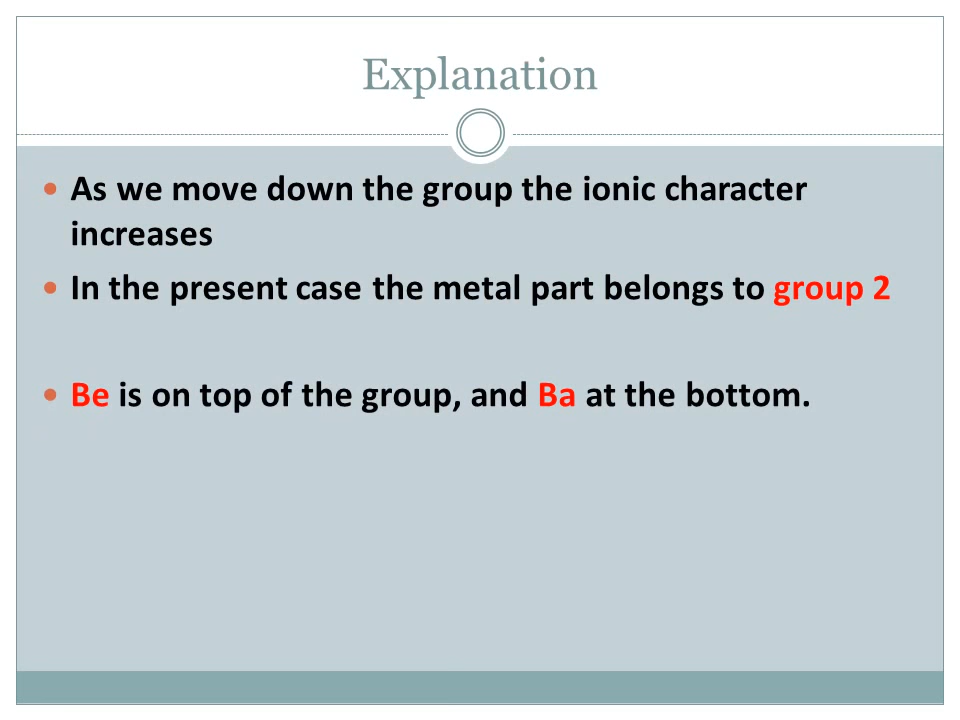 Explanation
• As we move down the group the ionic character
increases
• In the present case the metal part belongs to group 2
• Be is on top of the group, and Ba at the bottom.